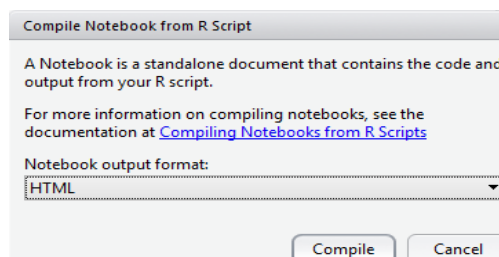 Compile Notebook from R Script
A Notebook is a standalone document that contains the code and
output from your R script.
For more information on compiling notebooks, see the
documentation at Compiling Notebooks from R Scripts
Notebook output format:
HTML
Compile Cancel